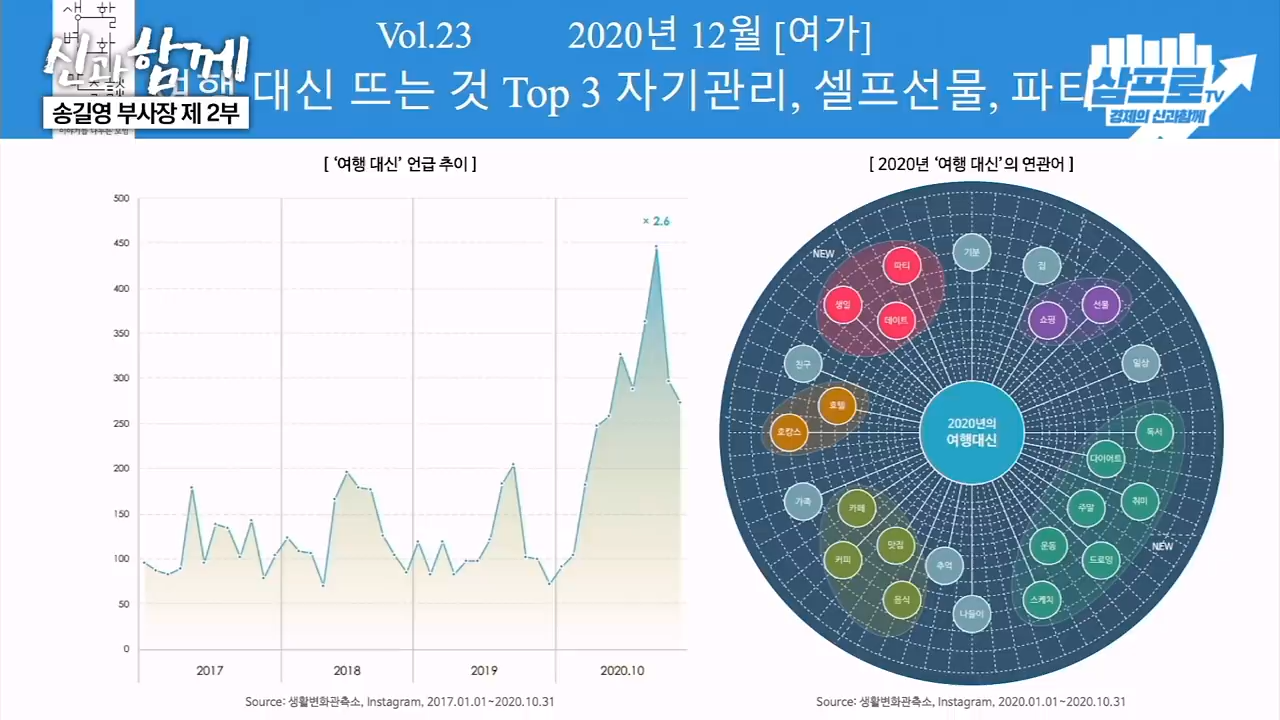 생활
변화
Vol.23 2020년 12월 [여가]
신과함께
대신 뜨는 것 Top 3 자기관리, 셀프선물, 파티
송길영 부사장 제 2부
삼프로TV
경제의 신과함께
[ ‘여행 대신’ 언급 추이 ]
500
450
400
350
300
250
200
150
100
50
0
× 2.6
2017
2018
2019
2020.10
Source: 생활변화관측소, Instagram, 2017.01.01~2020.10.31
[ 2020년 ‘여행 대신’의 연관어 ]
NEW
기분
파티
집
생일
데이트
선물
쇼핑
친구
일상
호텔
호캉스
2020년의
여행대신
독서
다이어트
가족
카페
주말
취미
맛집
커피
운동
드로잉
NEW
추억
음식
나들이
스케치
Source: 생활변화관측소, Instagram, 2020.01.01~2020.10.31